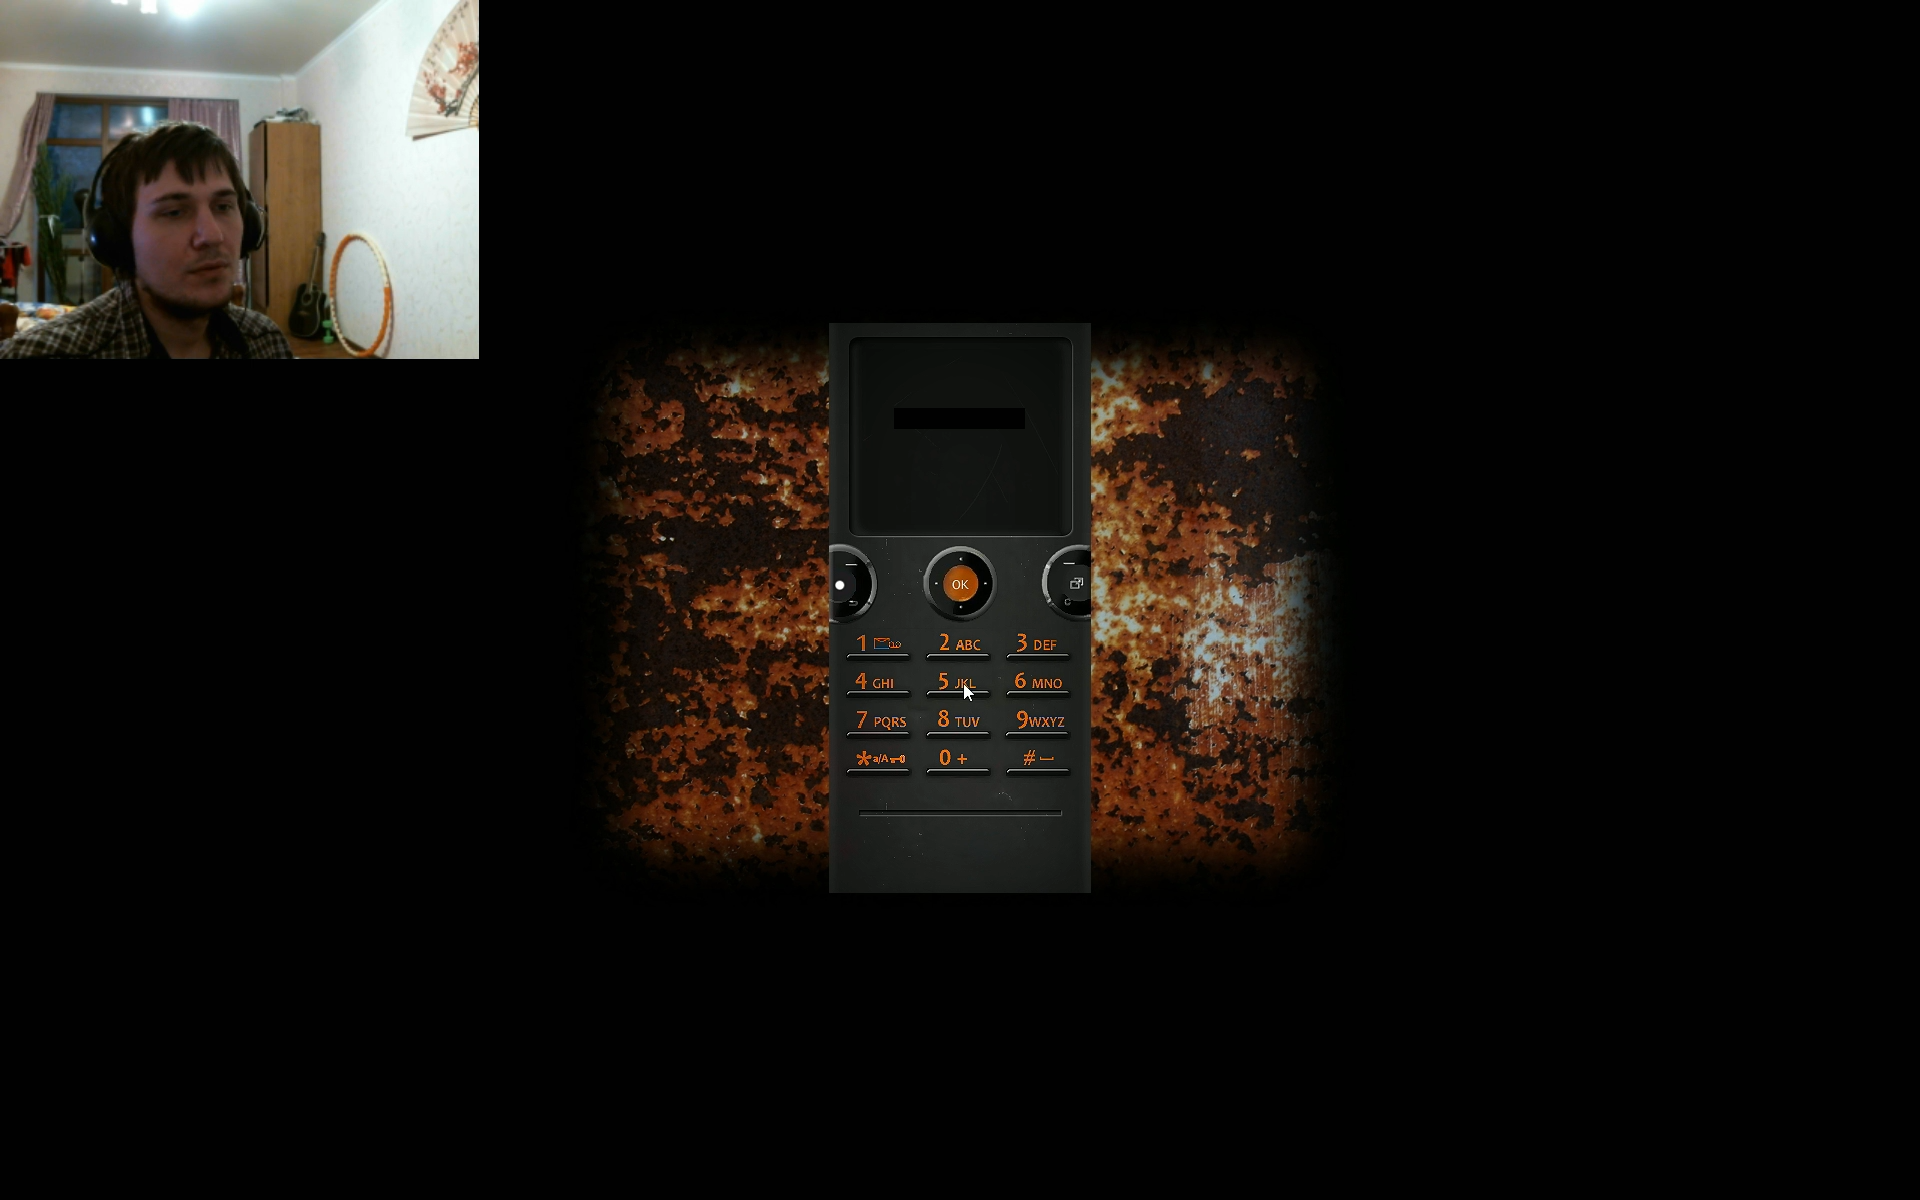 OK
C
1 2 ABC 3 DEF
4 GHI 5 JKL 6 MNO
7 PQRS 8 TUV 9WXYZ
*a/A 0 + #